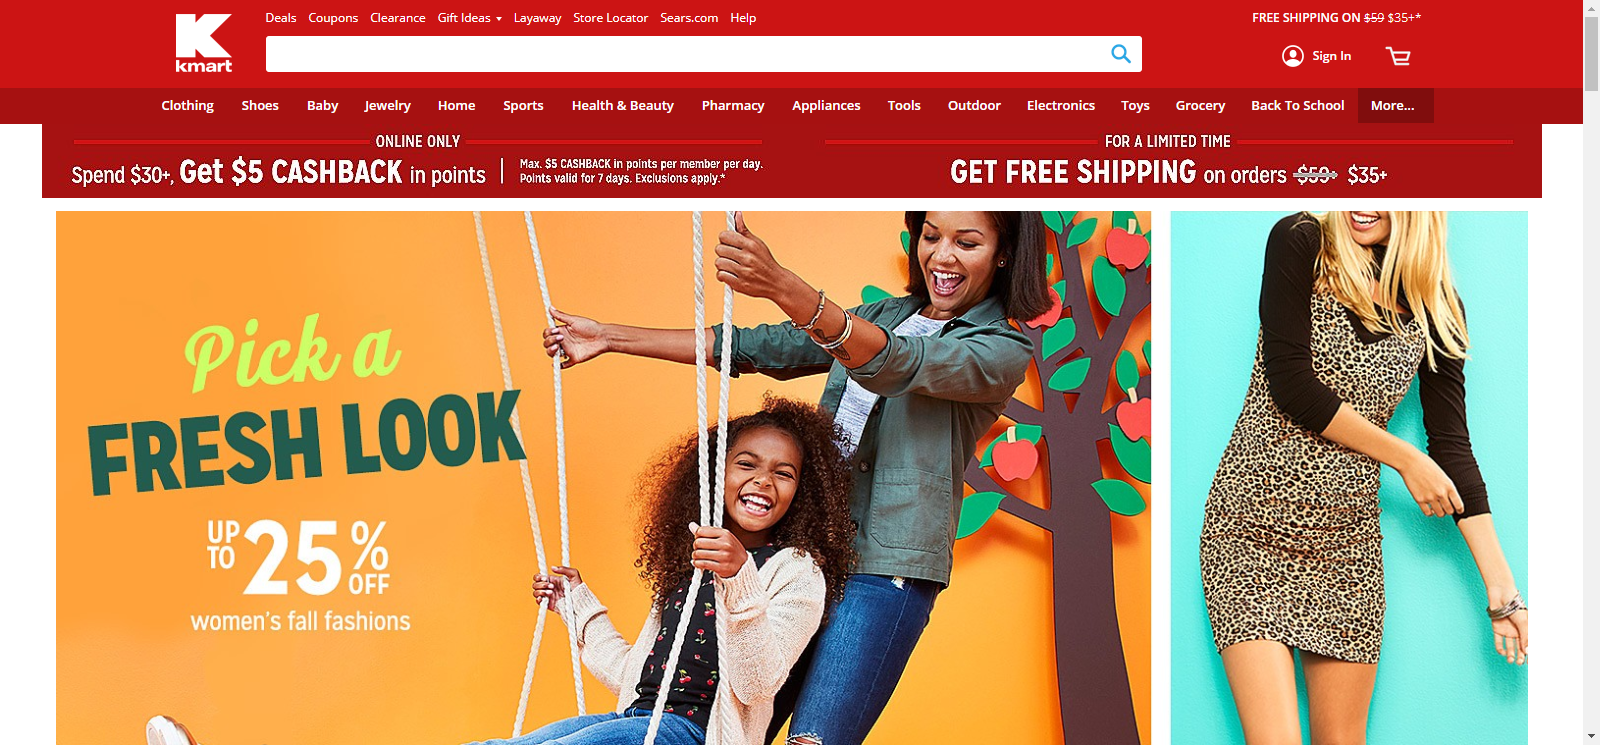 Deals Coupons Clearance Gift Ideas Layaway Store Locator Sears.com Help
FREE SHIPPING ON $59 $35+*
kmart
Sign In
Clothing Shoes Baby Jewelry Home Sports Health & Beauty Pharmacy Appliances Tools Outdoor Electronics Toys Grocery Back To School More...
ONLINE ONLY
Spend $30+, Get $5 CASHBACK in points
Max. $5 CASHBACK in points per member per day.
Points valid for 7 days. Exclusions apply.*
FOR A LIMITED TIME
GET FREE SHIPPING on orders $59+ $35+
Pick a
FRESH LOOK
UP TO 25% OFF
women's fall fashions